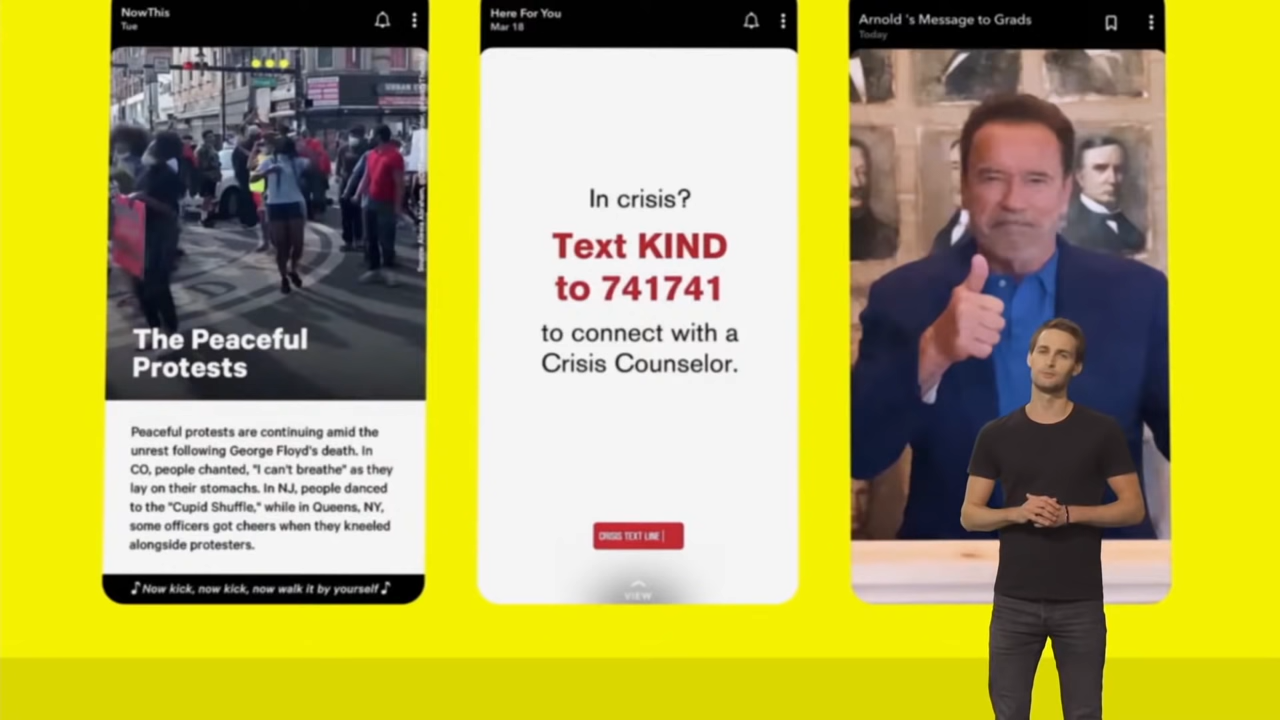 NowThis
Tue
The Peaceful
Protests
Peaceful protests are continuing amid the
unrest following George Floyd's death. In
CO, people chanted, "I can't breathe" as they
lay on their stomachs. In NJ, people danced
to the "Cupid Shuffle," while in Queens, NY,
some officers got cheers when they kneeled
alongside protesters.
♪ Now kick, now kick, now walk it by yourself ♪
Here For You
Mar 18
In crisis?
Text KIND
to 741741
to connect with a
Crisis Counselor.
CRISIS TEXT LINE |
VIEW
Arnold 's Message to Grads
Today